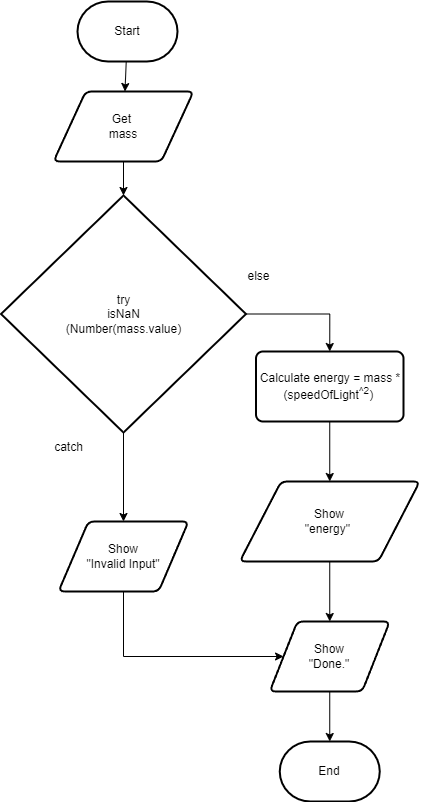 Start
Get
mass
try
isNaN
(Number(mass.value)
else
Calculate energy = mass *
(speedOfLight^2)
catch
Show
"energy"
Show
"Invalid Input"
Show
"Done."
End